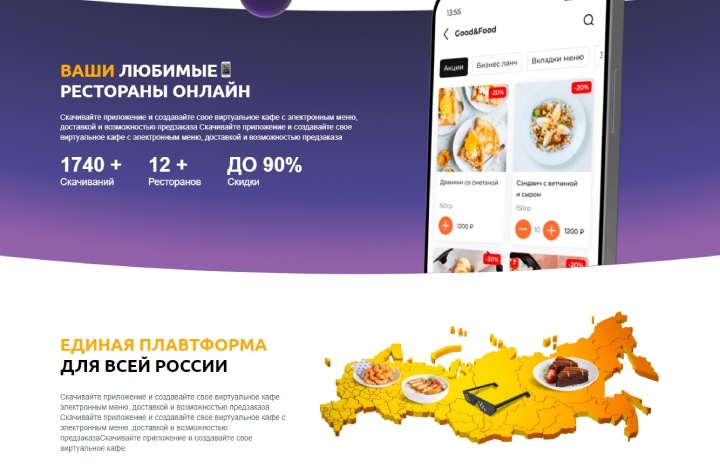 13:55
Good&Food
Акции
Бизнес ланч
Вкладки меню
-20%
-20%
Драники со сметаной
Сэндвич с ветчиной
и сыром
150гр
150гр
+ 1200 ₽
− 10 + 1200 ₽
-20%
-20%
ВАШИ ЛЮБИМЫЕ
РЕСТОРАНЫ ОНЛАЙН
Скачивайте приложение и создавайте свое виртуальное кафе с электронным меню,
доставкой и возможностью предзаказа Скачивайте приложение и создавайте свое
виртуальное кафе с электронным меню, доставкой и возможностью предзаказа
1740 +
Скачиваний
12 +
Ресторанов
ДО 90%
Скидки
ЕДИНАЯ ПЛАВТФОРМА
ДЛЯ ВСЕЙ РОССИИ
Скачивайте приложение и создавайте свое виртуальное кафе
электронным меню, доставкой и возможностью предзаказа
Скачивайте приложение и создавайте свое виртуальное кафе с
электронным меню, доставкой и возможностью
предзаказаСкачивайте приложение и создавайте свое
виртуальное кафе